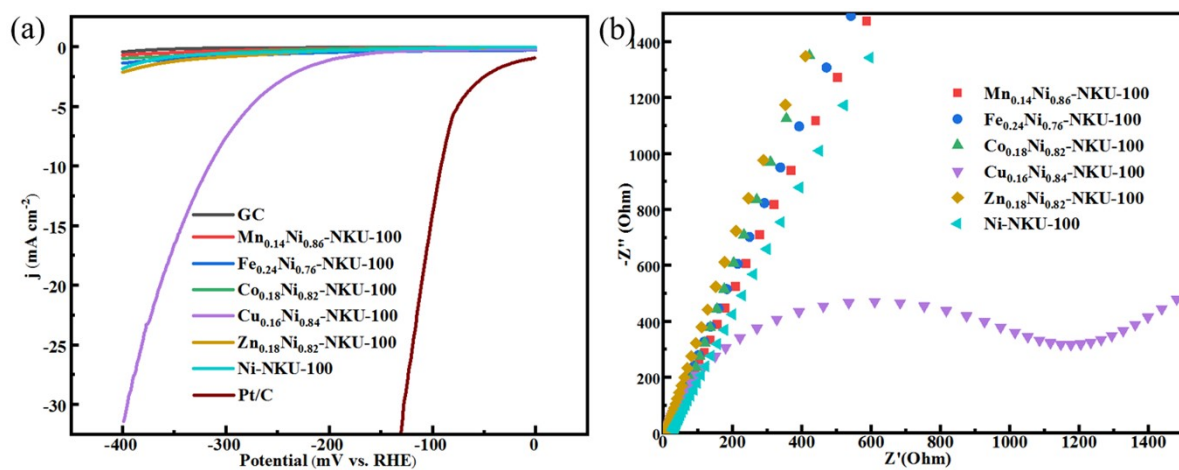 (a)
0
-5
-10
-15
-20
-25
-30
j (mA cm⁻²)
GC
Mn₀.₁₄Ni₀.₈₆-NKU-100
Fe₀.₂₄Ni₀.₇₆-NKU-100
Co₀.₁₈Ni₀.₈₂-NKU-100
Cu₀.₁₆Ni₀.₈₄-NKU-100
Zn₀.₁₈Ni₀.₈₂-NKU-100
Ni-NKU-100
Pt/C
-400 -300 -200 -100 0
Potential (mV vs. RHE)
(b)
1400
1200
1000
800
600
400
200
0
-Z" (Ohm)
Mn₀.₁₄Ni₀.₈₆-NKU-100
Fe₀.₂₄Ni₀.₇₆-NKU-100
Co₀.₁₈Ni₀.₈₂-NKU-100
Cu₀.₁₆Ni₀.₈₄-NKU-100
Zn₀.₁₈Ni₀.₈₂-NKU-100
Ni-NKU-100
0 200 400 600 800 1000 1200 1400
Z'(Ohm)